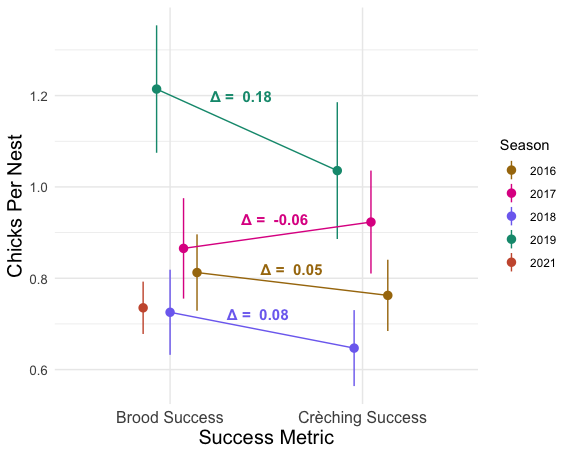 Chicks Per Nest
1.2
1.0
0.8
0.6
Δ = 0.18
Δ = -0.06
Δ = 0.05
Δ = 0.08
Brood Success
Crèching Success
Success Metric
Season
2016
2017
2018
2019
2021